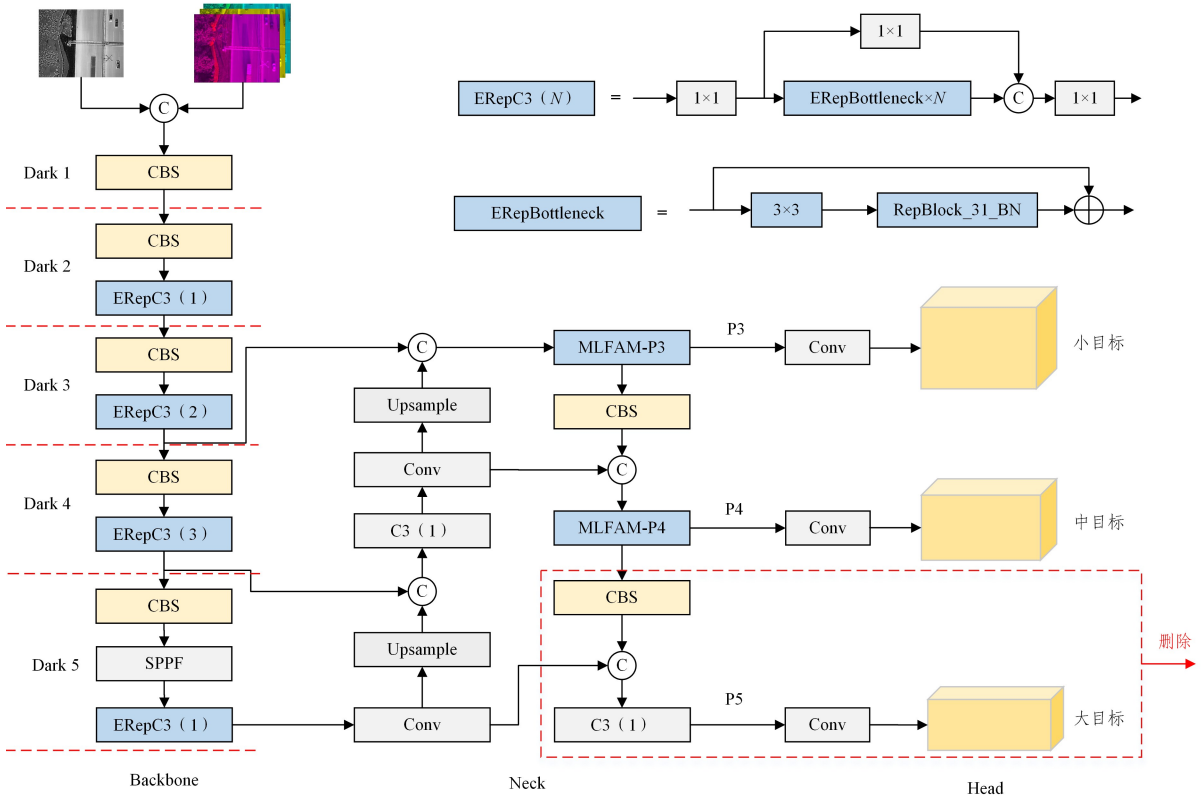 C
Dark 1
CBS
Dark 2
CBS
ERepC3（1）
Dark 3
CBS
ERepC3（2）
Dark 4
CBS
ERepC3（3）
Dark 5
CBS
SPPF
ERepC3（1）
Backbone
ERepC3（N） =
1×1
1×1
ERepBottleneck×N
C
1×1
ERepBottleneck =
3×3
RepBlock_31_BN
C
Upsample
Conv
C3（1）
C
Upsample
Conv
Neck
MLFAM-P3
CBS
C
MLFAM-P4
CBS
C
C3（1）
P3
Conv
小目标
P4
Conv
中目标
P5
Conv
大目标
删除
Head